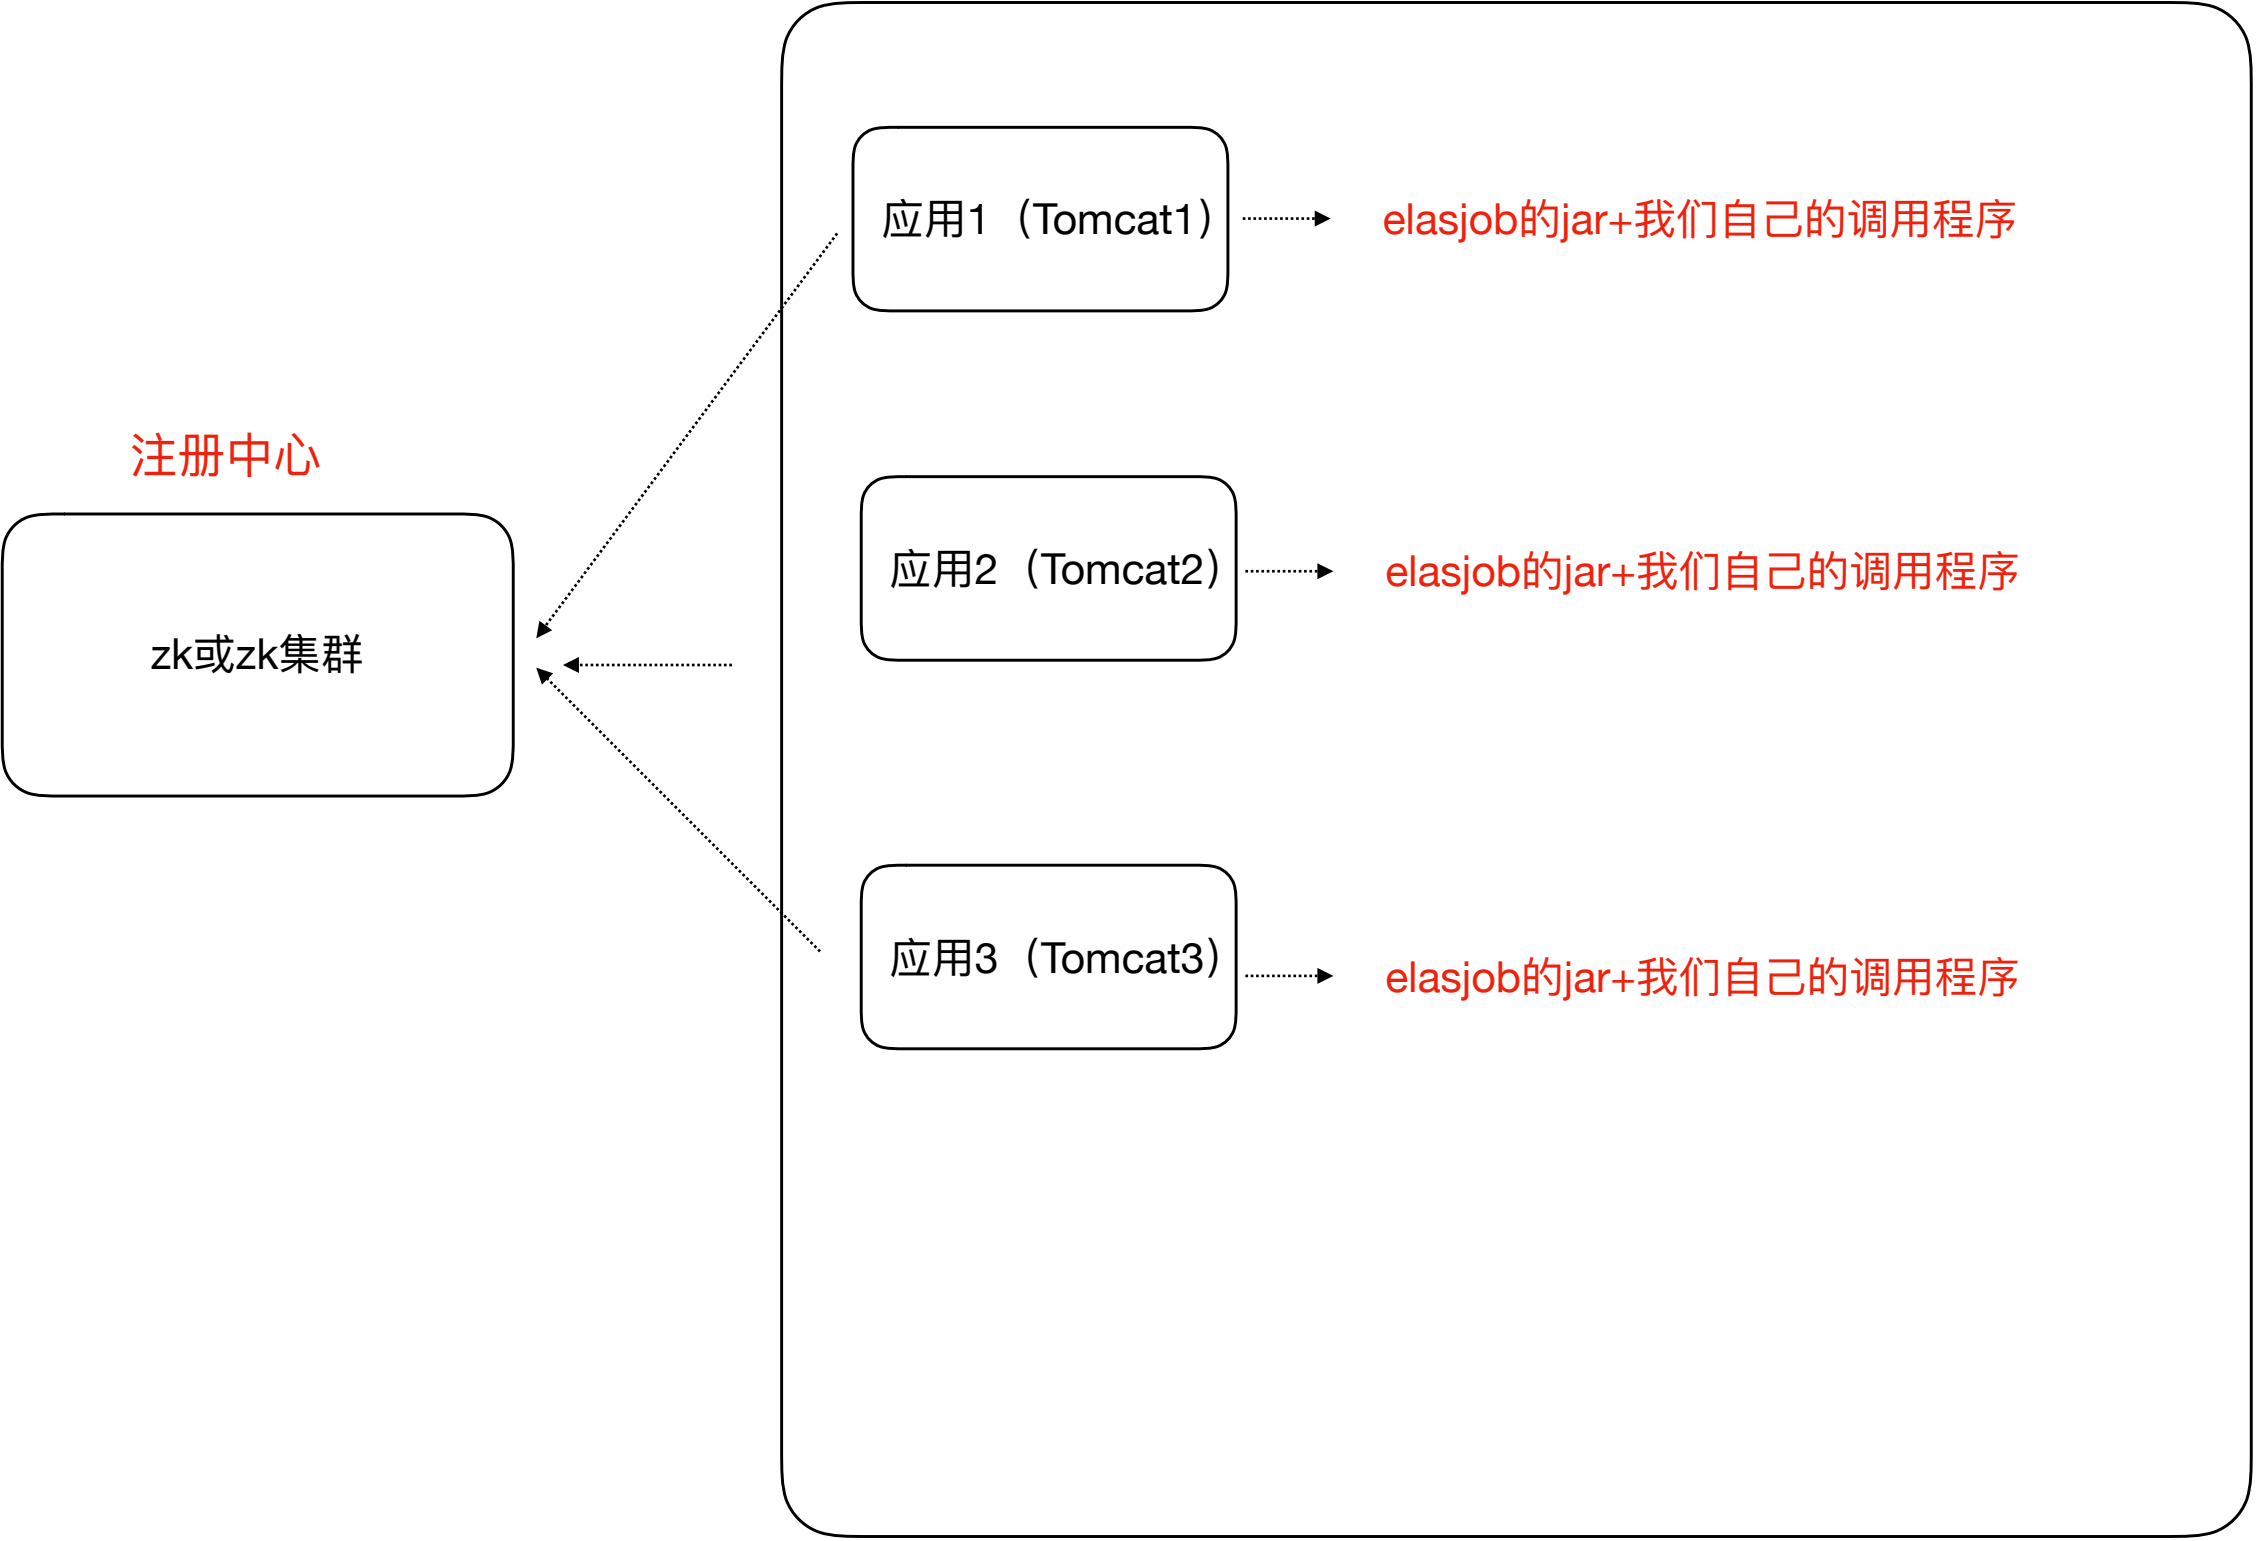 应用1（Tomcat1）
elasjob的jar+我们自己的调用程序
注册中心
应用2（Tomcat2）
elasjob的jar+我们自己的调用程序
zk或zk集群
应用3（Tomcat3）
elasjob的jar+我们自己的调用程序